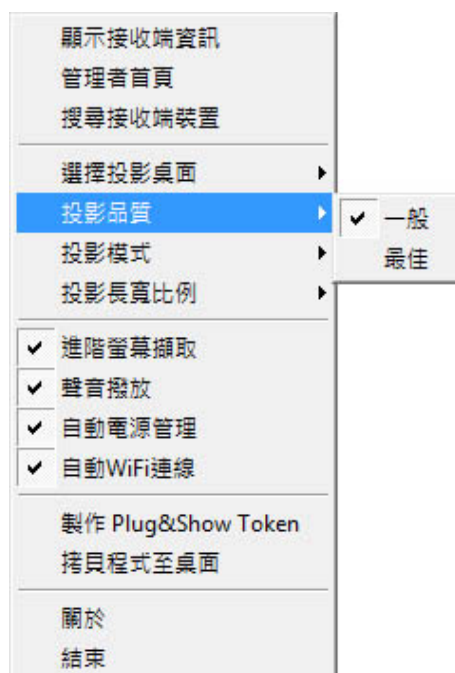 顯示接收端資訊
管理者首頁
搜尋接收端裝置
選擇投影桌面
投影品質
一般
最佳
投影模式
投影長寬比例
進階螢幕擷取
聲音撥放
自動電源管理
自動WiFi連線
製作 Plug&Show Token
拷貝程式至桌面
關於
結束